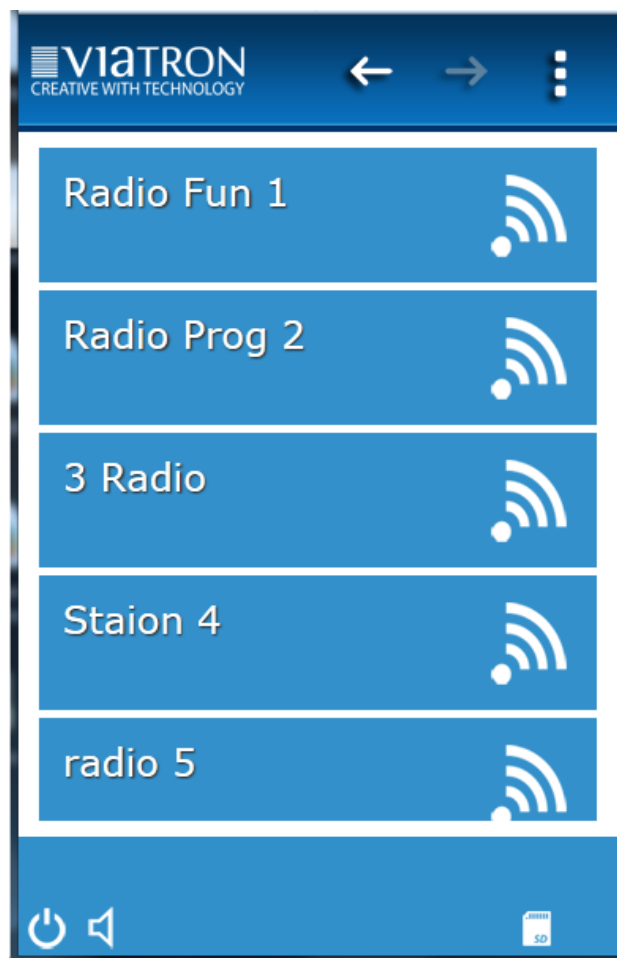 VIATRON
CREATIVE WITH TECHNOLOGY
Radio Fun 1
Radio Prog 2
3 Radio
Staion 4
radio 5
SD